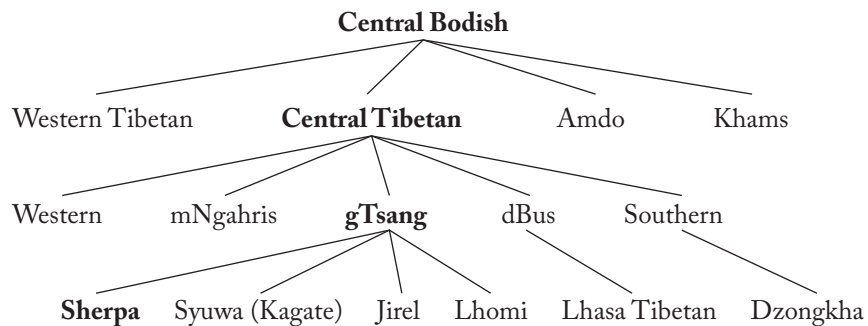 Central Bodish
Western Tibetan Central Tibetan Amdo Khams
Western mNgahris gTsang dBus Southern
Sherpa Syuwa (Kagate) Jirel Lhomi Lhasa Tibetan Dzongkha